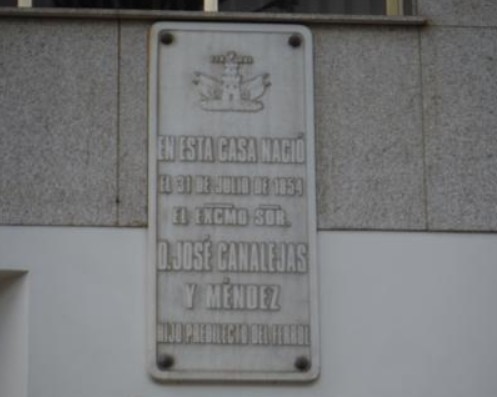 EN ESTA CASA NACIÓ
EL 31 DE JULIO DE 1854
EL EXCMO SOR.
D. JOSÉ CANALEJAS
Y MÉNDEZ
HIJO PREDILECTO DEL FERROL